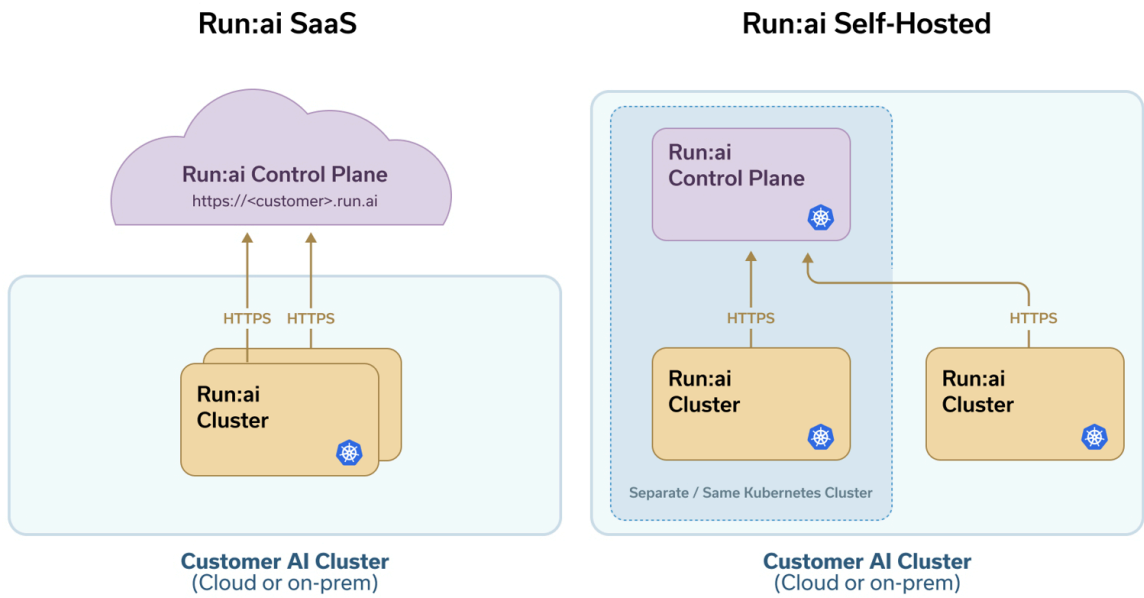 Run:ai SaaS
Run:ai Control Plane
https://<customer>.run.ai
HTTPS
HTTPS
Run:ai
Cluster
Customer AI Cluster
(Cloud or on-prem)
Run:ai Self-Hosted
Run:ai
Control Plane
HTTPS
HTTPS
Run:ai
Cluster
Run:ai
Cluster
Separate / Same Kubernetes Cluster
Customer AI Cluster
(Cloud or on-prem)